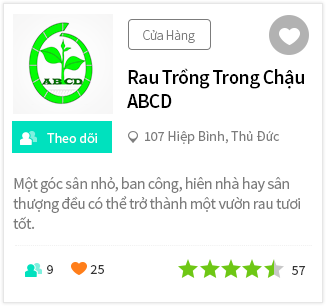 Cửa Hàng
ABCD
Rau Trồng Trong Chậu
ABCD
Theo dõi
107 Hiệp Bình, Thủ Đức
Một góc sân nhỏ, ban công, hiên nhà hay sân
thượng đều có thể trở thành một vườn rau tươi
tốt.
9
25
57